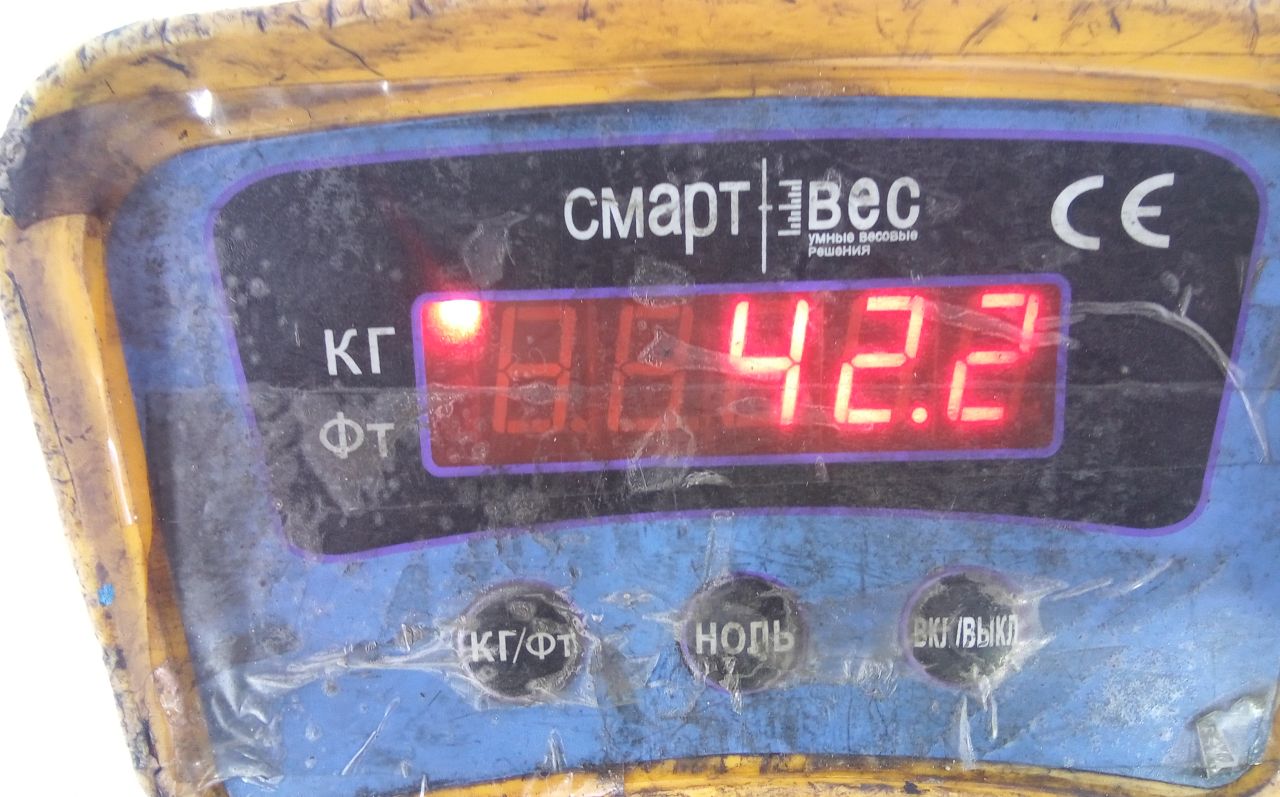 смарт вес
умные весовые
решения
CE
кг
42.2
Фт
КГ/ФТ
НОЛЬ
ВКЛ/ВЫКЛ